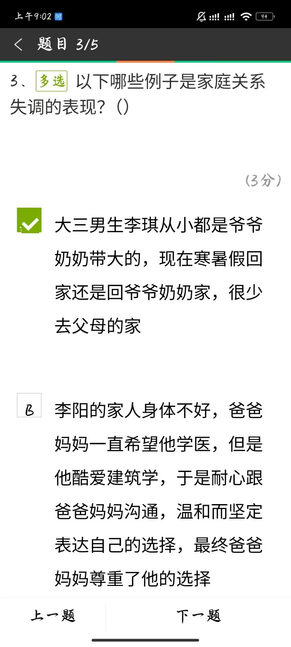 上午9:02
94
题目 3/5
3、多选 以下哪些例子是家庭关系
失调的表现?（）
(3分)
大三男生李琪从小都是爷爷
奶奶带大的，现在寒暑假回
家还是回爷爷奶奶家，很少
去父母的家
B
李阳的家人身体不好，爸爸
妈妈一直希望他学医，但是
他酷爱建筑学，于是耐心跟
爸爸妈妈沟通，温和而坚定
表达自己的选择，最终爸爸
妈妈尊重了他的选择
上一题
下一题